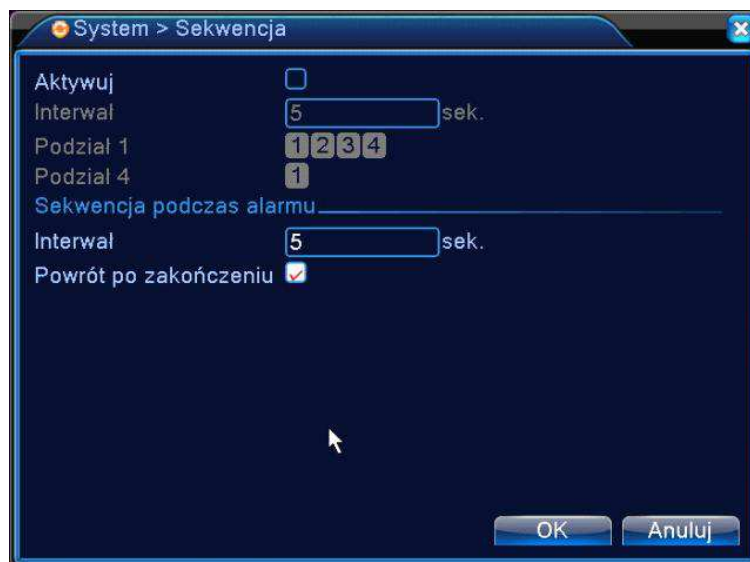 System > Sekwencja
Aktywuj
Interwał 5 sek.
Podział 1 1 2 3 4
Podział 4 1
Sekwencja podczas alarmu
Interwał 5 sek.
Powrót po zakończeniu
OK Anuluj